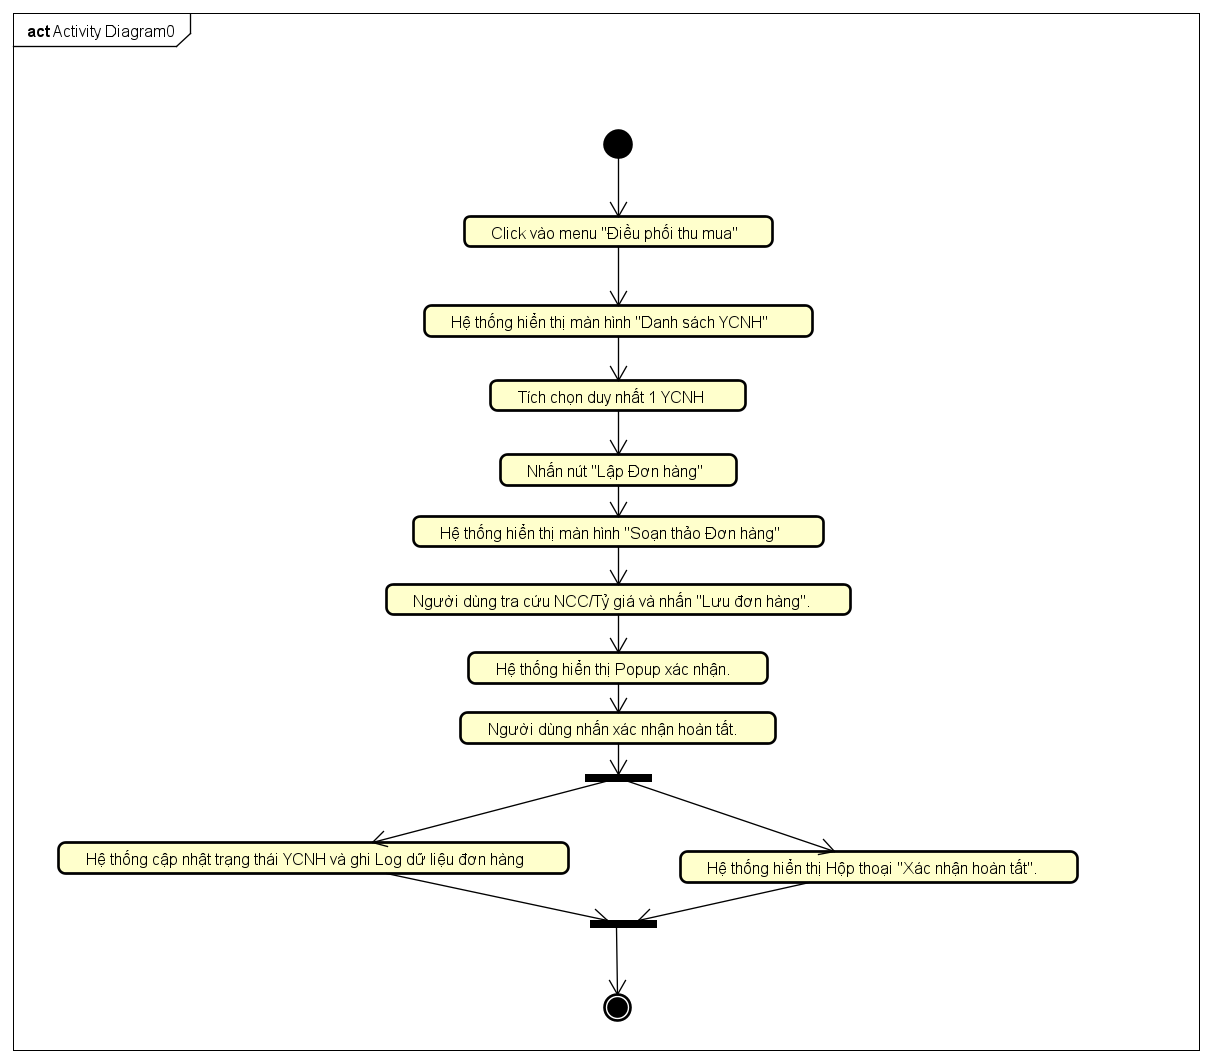 act Activity Diagram0
Click vào menu "Điều phối thu mua"
Hệ thống hiển thị màn hình "Danh sách YCNH"
Tích chọn duy nhất 1 YCNH
Nhấn nút "Lập Đơn hàng"
Hệ thống hiển thị màn hình "Soạn thảo Đơn hàng"
Người dùng tra cứu NCC/Tỷ giá và nhấn "Lưu đơn hàng".
Hệ thống hiển thị Popup xác nhận.
Người dùng nhấn xác nhận hoàn tất.
Hệ thống cập nhật trạng thái YCNH và ghi Log dữ liệu đơn hàng
Hệ thống hiển thị Hộp thoại "Xác nhận hoàn tất".